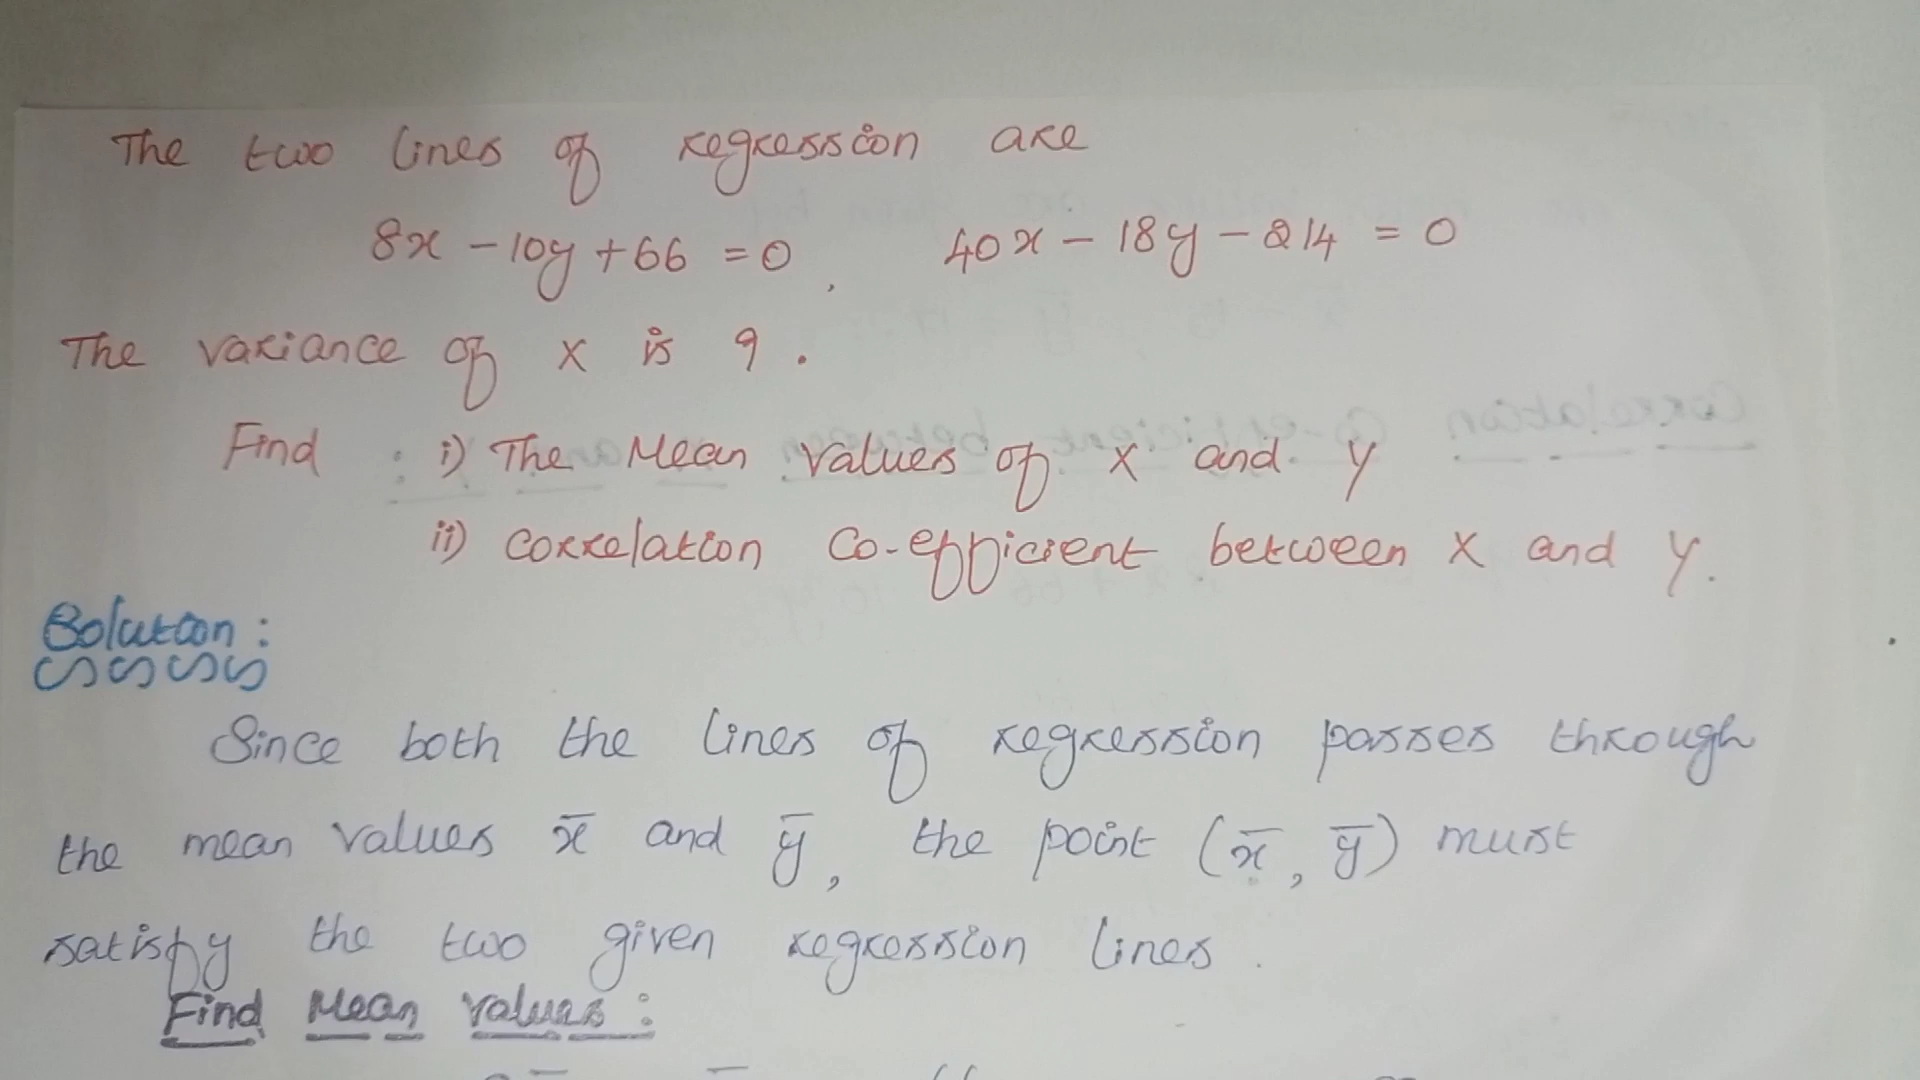 The two lines of regression are
8x - 10y + 66 = 0, 40x - 18y - 214 = 0
The variance of x is 9.
Find : i) The Mean values of x and y
ii) Correlation Co-efficient between x and y.
Solution:
Since both the lines of regression passes through
the mean values x̄ and ȳ, the point (x̄, ȳ) must
satisfy the two given regression lines.
Find Mean values: